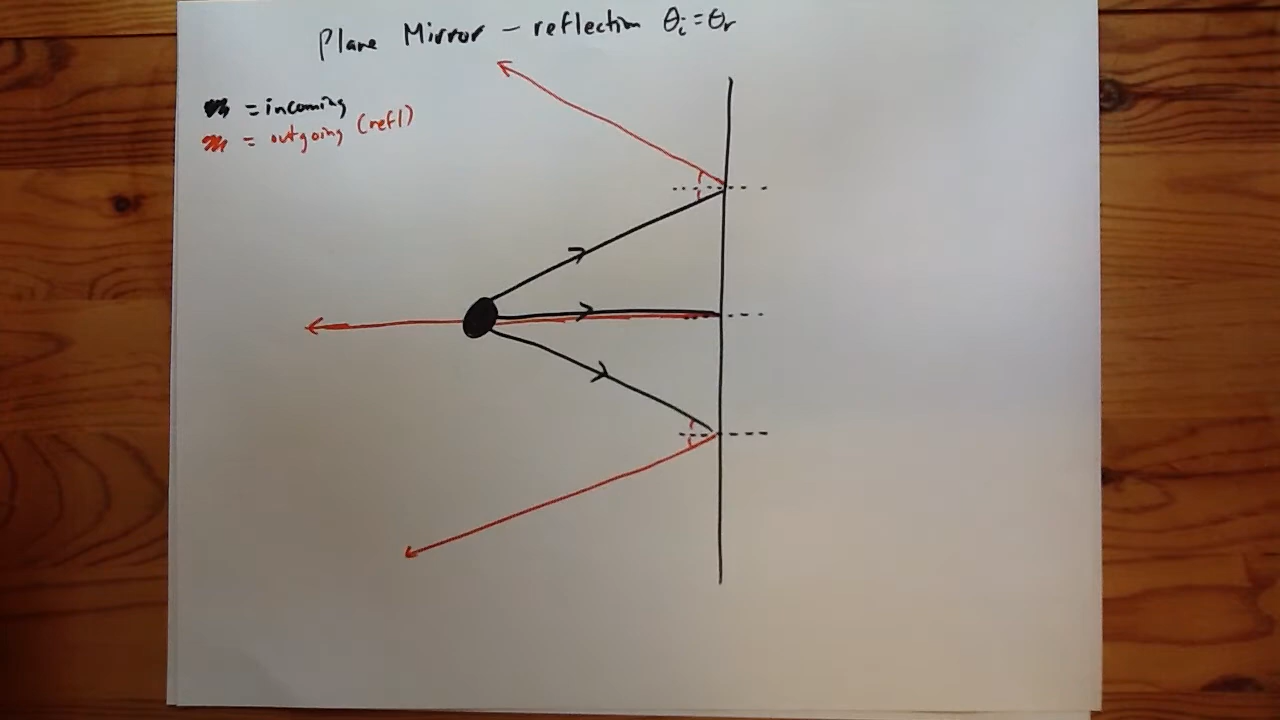 Plane Mirror - reflection θi = θr
= incoming
= outgoing (refl)